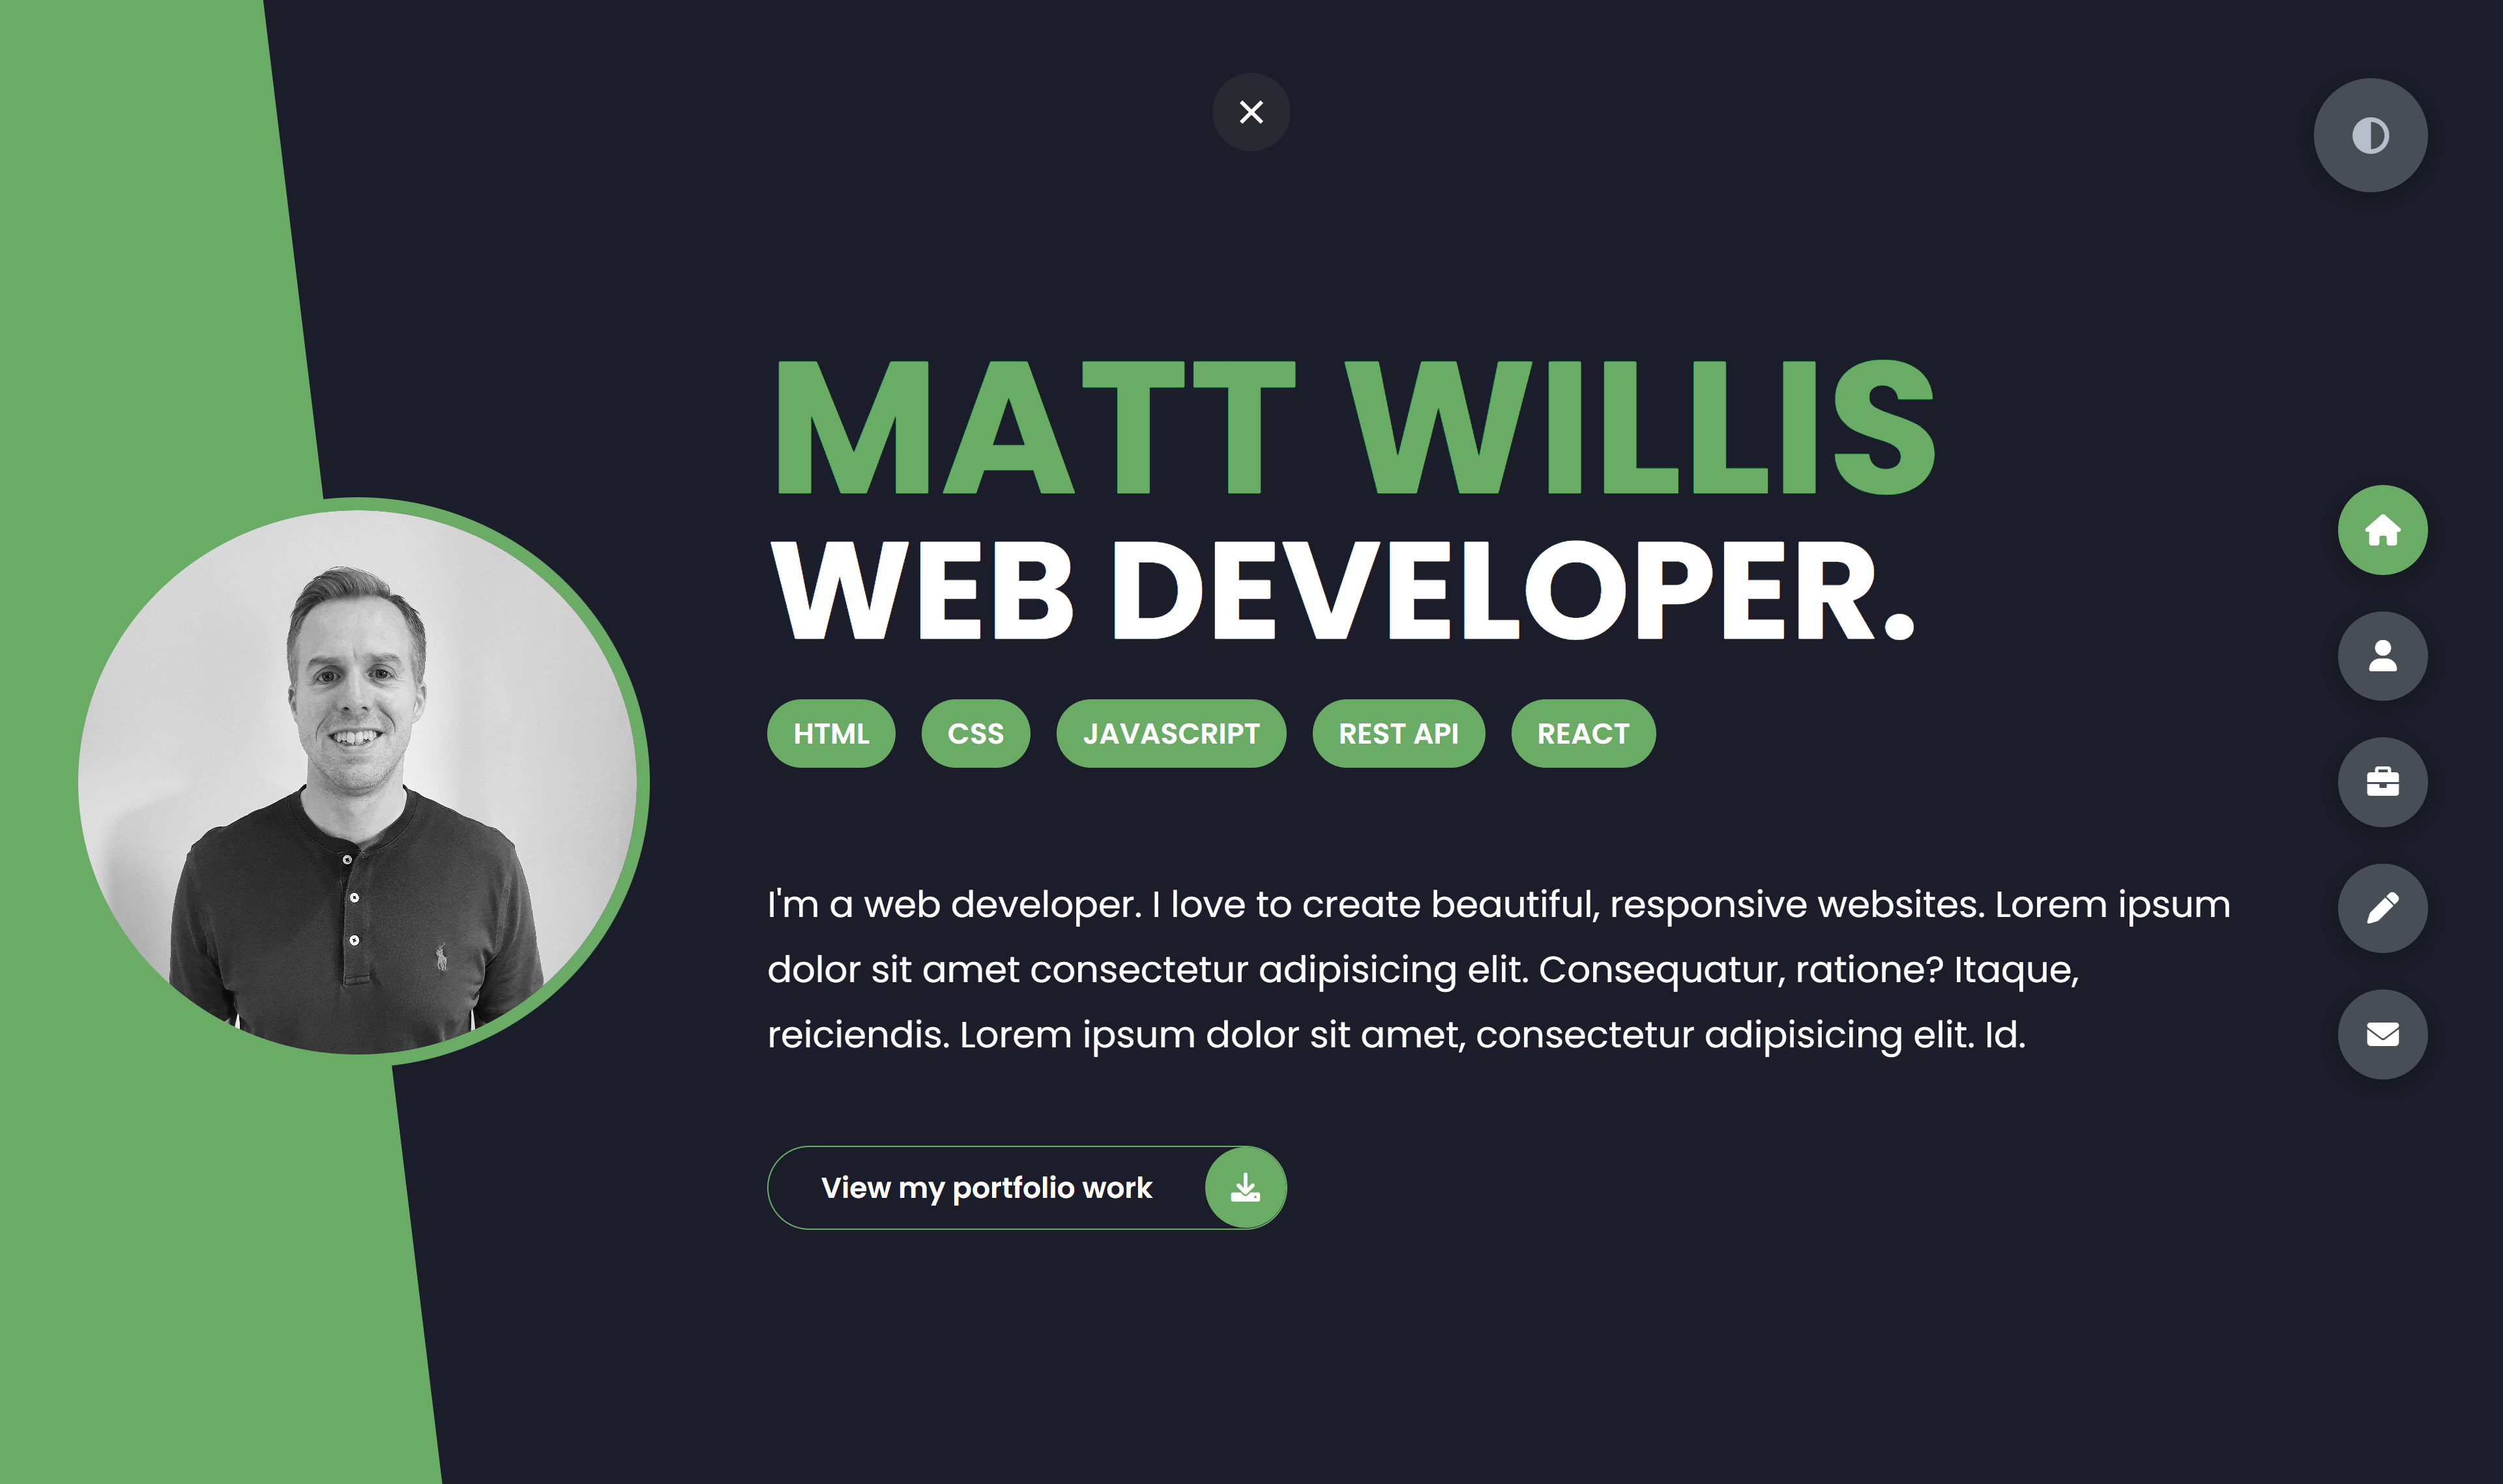 MATT WILLIS
WEB DEVELOPER.
HTML CSS JAVASCRIPT REST API REACT
I'm a web developer. I love to create beautiful, responsive websites. Lorem ipsum
dolor sit amet consectetur adipisicing elit. Consequatur, ratione? Itaque,
reiciendis. Lorem ipsum dolor sit amet, consectetur adipisicing elit. Id.
View my portfolio work